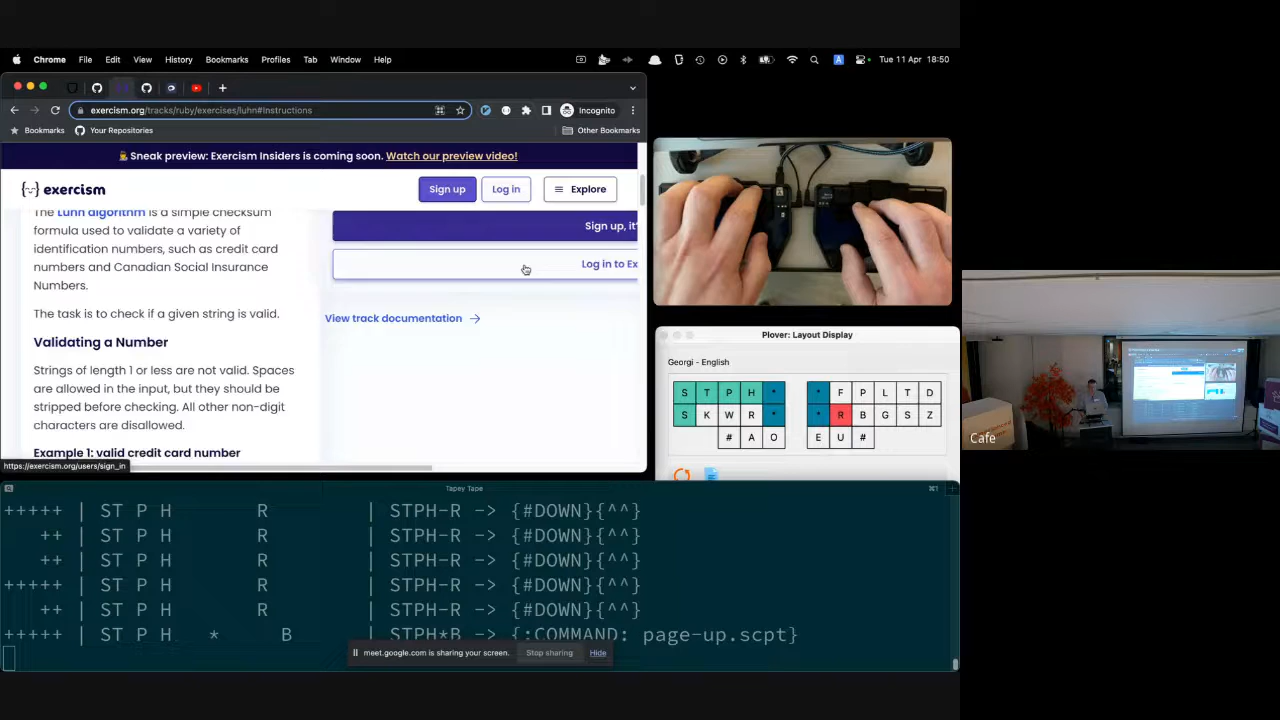 Chrome File Edit View History Bookmarks Profiles Tab Window Help
A Tue 11 Apr 18:50
exercism.org/tracks/ruby/exercises/luhn#Instructions
Incognito
Bookmarks Your Repositories Other Bookmarks
Sneak preview: Exercism Insiders is coming soon. Watch our preview video!
exercism Sign up Log in Explore
The Luhn algorithm is a simple checksum
formula used to validate a variety of
identification numbers, such as credit card
numbers and Canadian Social Insurance
Numbers.
The task is to check if a given string is valid.
Validating a Number
Strings of length 1 or less are not valid. Spaces
are allowed in the input, but they should be
stripped before checking. All other non-digit
characters are disallowed.
Example 1: valid credit card number
Sign up, it'
Log in to Ex
View track documentation
https://exercism.org/users/sign_in
Plover: Layout Display
Georgi - English
S T P H * * F P L T D
S K W R * * R B G S Z
# A O E U #
Cafe
Tapey Tape
⌘1
+++++ | ST P H R | STPH-R -> {#DOWN}{^^}
++ | ST P H R | STPH-R -> {#DOWN}{^^}
++ | ST P H R | STPH-R -> {#DOWN}{^^}
+++++ | ST P H R | STPH-R -> {#DOWN}{^^}
++ | ST P H R | STPH-R -> {#DOWN}{^^}
+++++ | ST P H * B | STPH*B -> {:COMMAND: page-up.scpt}
meet.google.com is sharing your screen. Stop sharing Hide